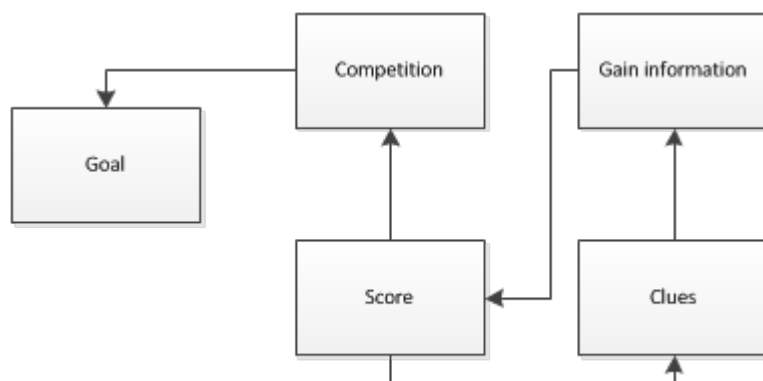 Competition
Gain information
Goal
Score
Clues